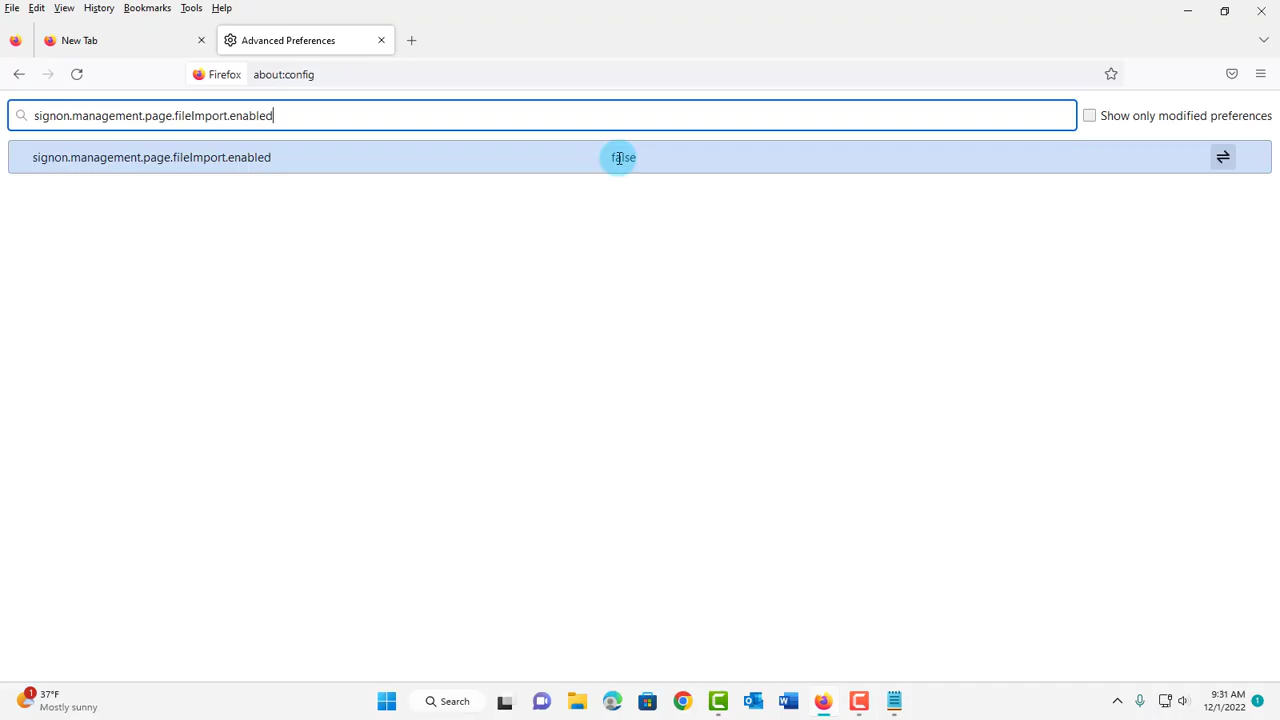 File Edit View History Bookmarks Tools Help
New Tab
Advanced Preferences
Firefox about:config
signon.management.page.fileImport.enabled
Show only modified preferences
signon.management.page.fileImport.enabled false
1
37°F
Mostly sunny
Search
9:31 AM
12/1/2022
1